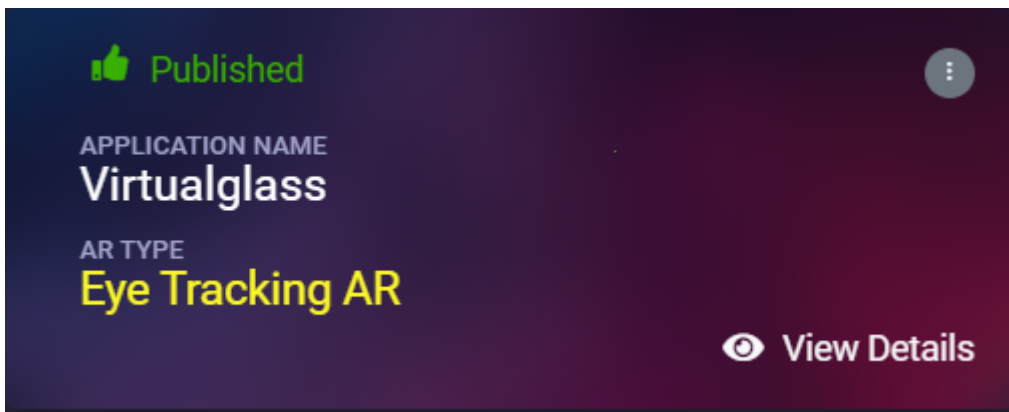 Published
APPLICATION NAME
Virtualglass
AR TYPE
Eye Tracking AR
View Details